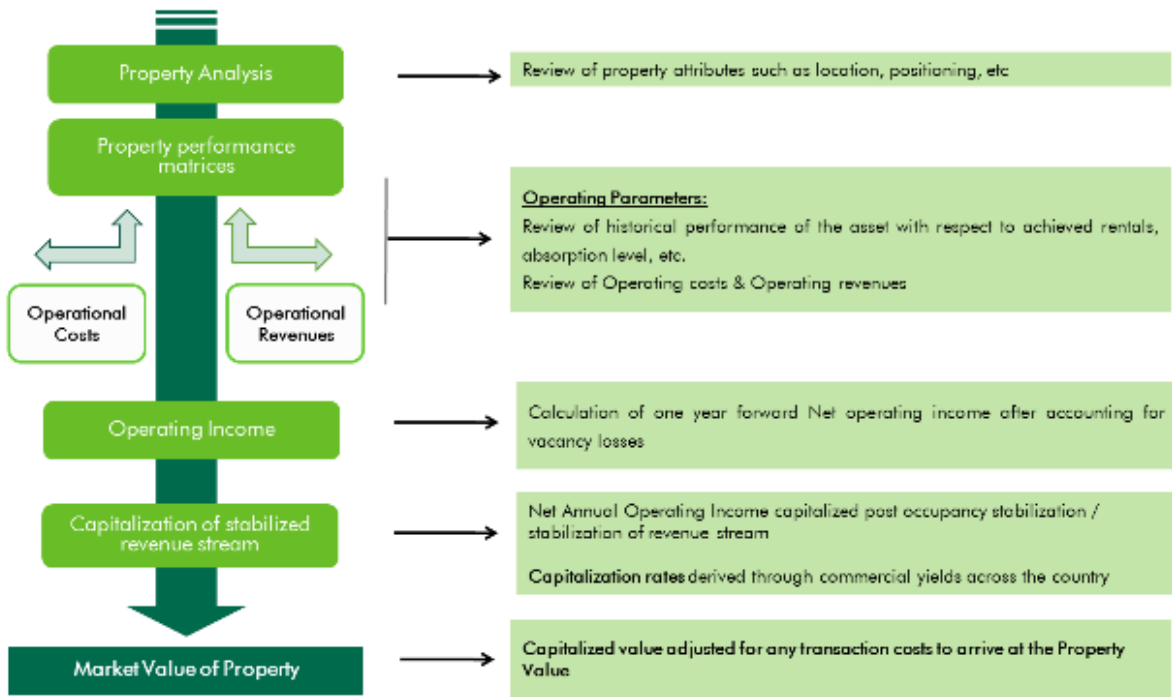 Property Analysis
Review of property attributes such as location, positioning, etc
Property performance
matrices
Operating Parameters:
Review of historical performance of the asset with respect to achieved rentals,
absorption level, etc.
Review of Operating costs & Operating revenues
Operational
Costs
Operational
Revenues
Operating Income
Calculation of one year forward Net operating income after accounting for
vacancy losses
Capitalization of stabilized
revenue stream
Net Annual Operating Income capitalized post occupancy stabilization /
stabilization of revenue stream
Capitalization rates derived through commercial yields across the country
Market Value of Property
Capitalized value adjusted for any transaction costs to arrive at the Property
Value